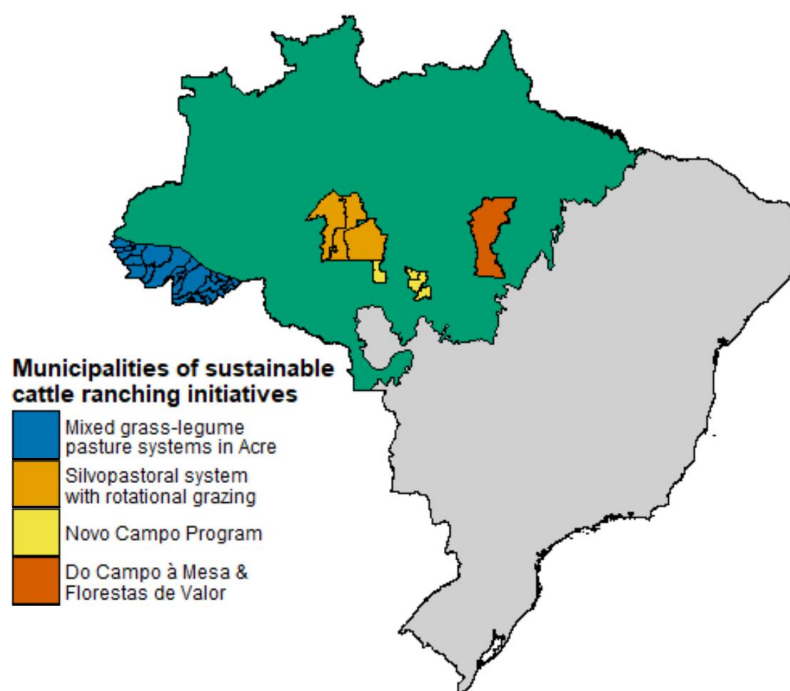 Municipalities of sustainable
cattle ranching initiatives
Mixed grass-legume
pasture systems in Acre
Silvopastoral system
with rotational grazing
Novo Campo Program
Do Campo à Mesa &
Florestas de Valor